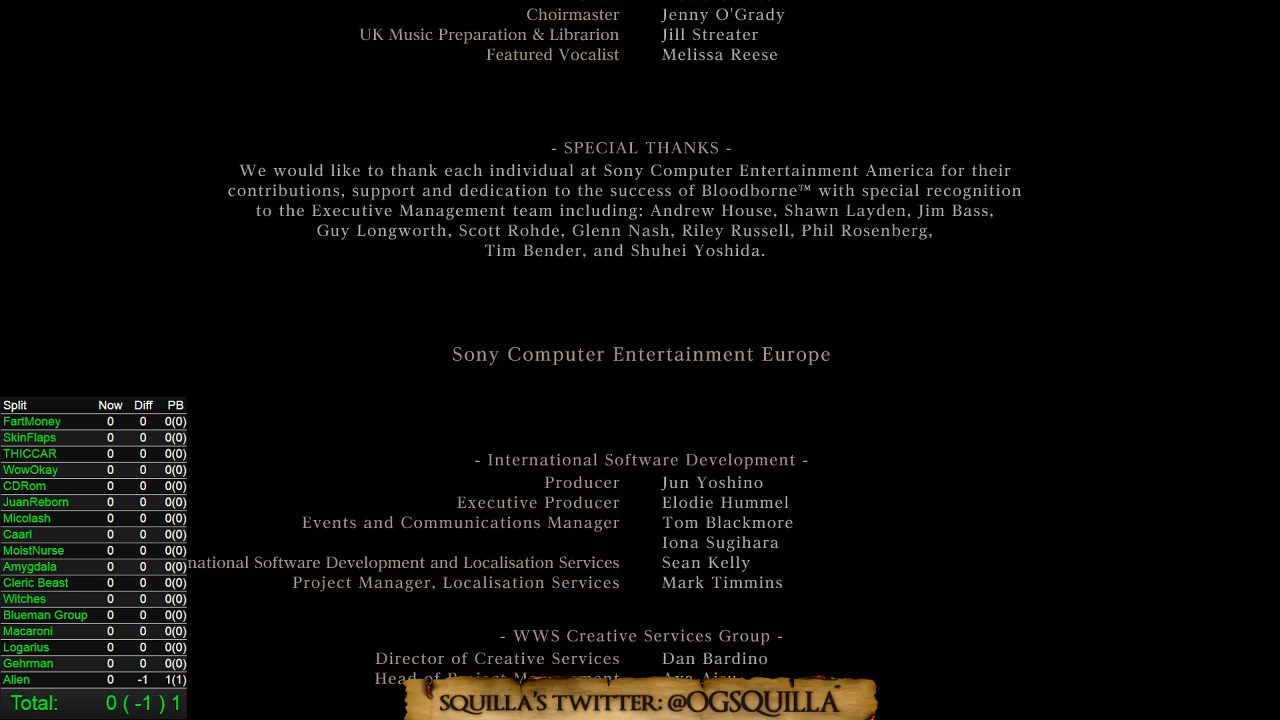 Choirmaster Jenny O'Grady
UK Music Preparation & Librarion Jill Streater
Featured Vocalist Melissa Reese
- SPECIAL THANKS -
We would like to thank each individual at Sony Computer Entertainment America for their
contributions, support and dedication to the success of Bloodborne™ with special recognition
to the Executive Management team including: Andrew House, Shawn Layden, Jim Bass,
Guy Longworth, Scott Rohde, Glenn Nash, Riley Russell, Phil Rosenberg,
Tim Bender, and Shuhei Yoshida.
Sony Computer Entertainment Europe
- International Software Development -
Producer Jun Yoshino
Executive Producer Elodie Hummel
Events and Communications Manager Tom Blackmore
Iona Sugihara
national Software Development and Localisation Services Sean Kelly
Project Manager, Localisation Services Mark Timmins
- WWS Creative Services Group -
Director of Creative Services Dan Bardino
Head of Project
Split Now Diff PB
FartMoney 0 0 0(0)
SkinFlaps 0 0 0(0)
THICCAR 0 0 0(0)
WowOkay 0 0 0(0)
CDRom 0 0 0(0)
JuanReborn 0 0 0(0)
Micolash 0 0 0(0)
Caarl 0 0 0(0)
MoistNurse 0 0 0(0)
Amygdala 0 0 0(0)
Cleric Beast 0 0 0(0)
Witches 0 0 0(0)
Blueman Group 0 0 0(0)
Macaroni 0 0 0(0)
Logarius 0 0 0(0)
Gehrman 0 0 0(0)
Alien 0 -1 1(1)
Total: 0 ( -1 ) 1
SQUILLA'S TWITTER: @OGSQUILLA